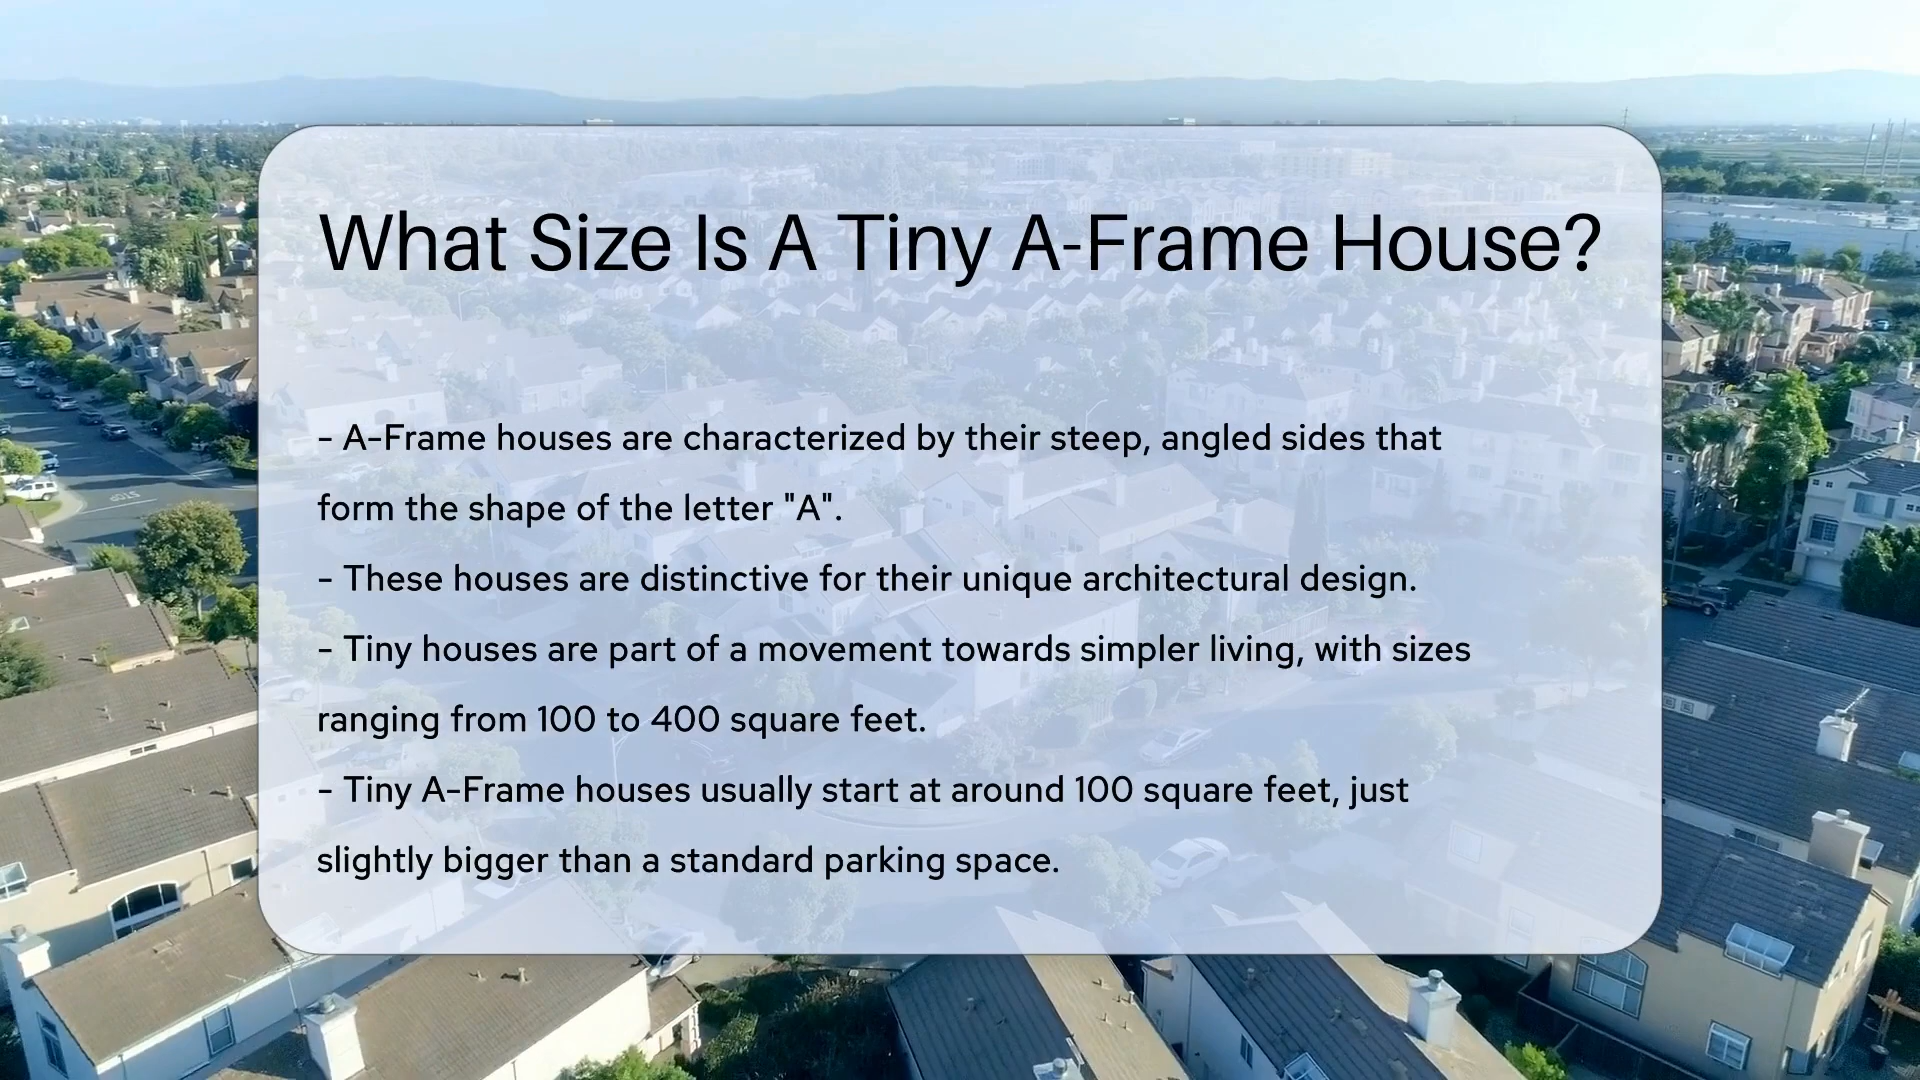 What Size Is A Tiny A-Frame House?
- A-Frame houses are characterized by their steep, angled sides that
form the shape of the letter "A".
- These houses are distinctive for their unique architectural design.
- Tiny houses are part of a movement towards simpler living, with sizes
ranging from 100 to 400 square feet.
- Tiny A-Frame houses usually start at around 100 square feet, just
slightly bigger than a standard parking space.